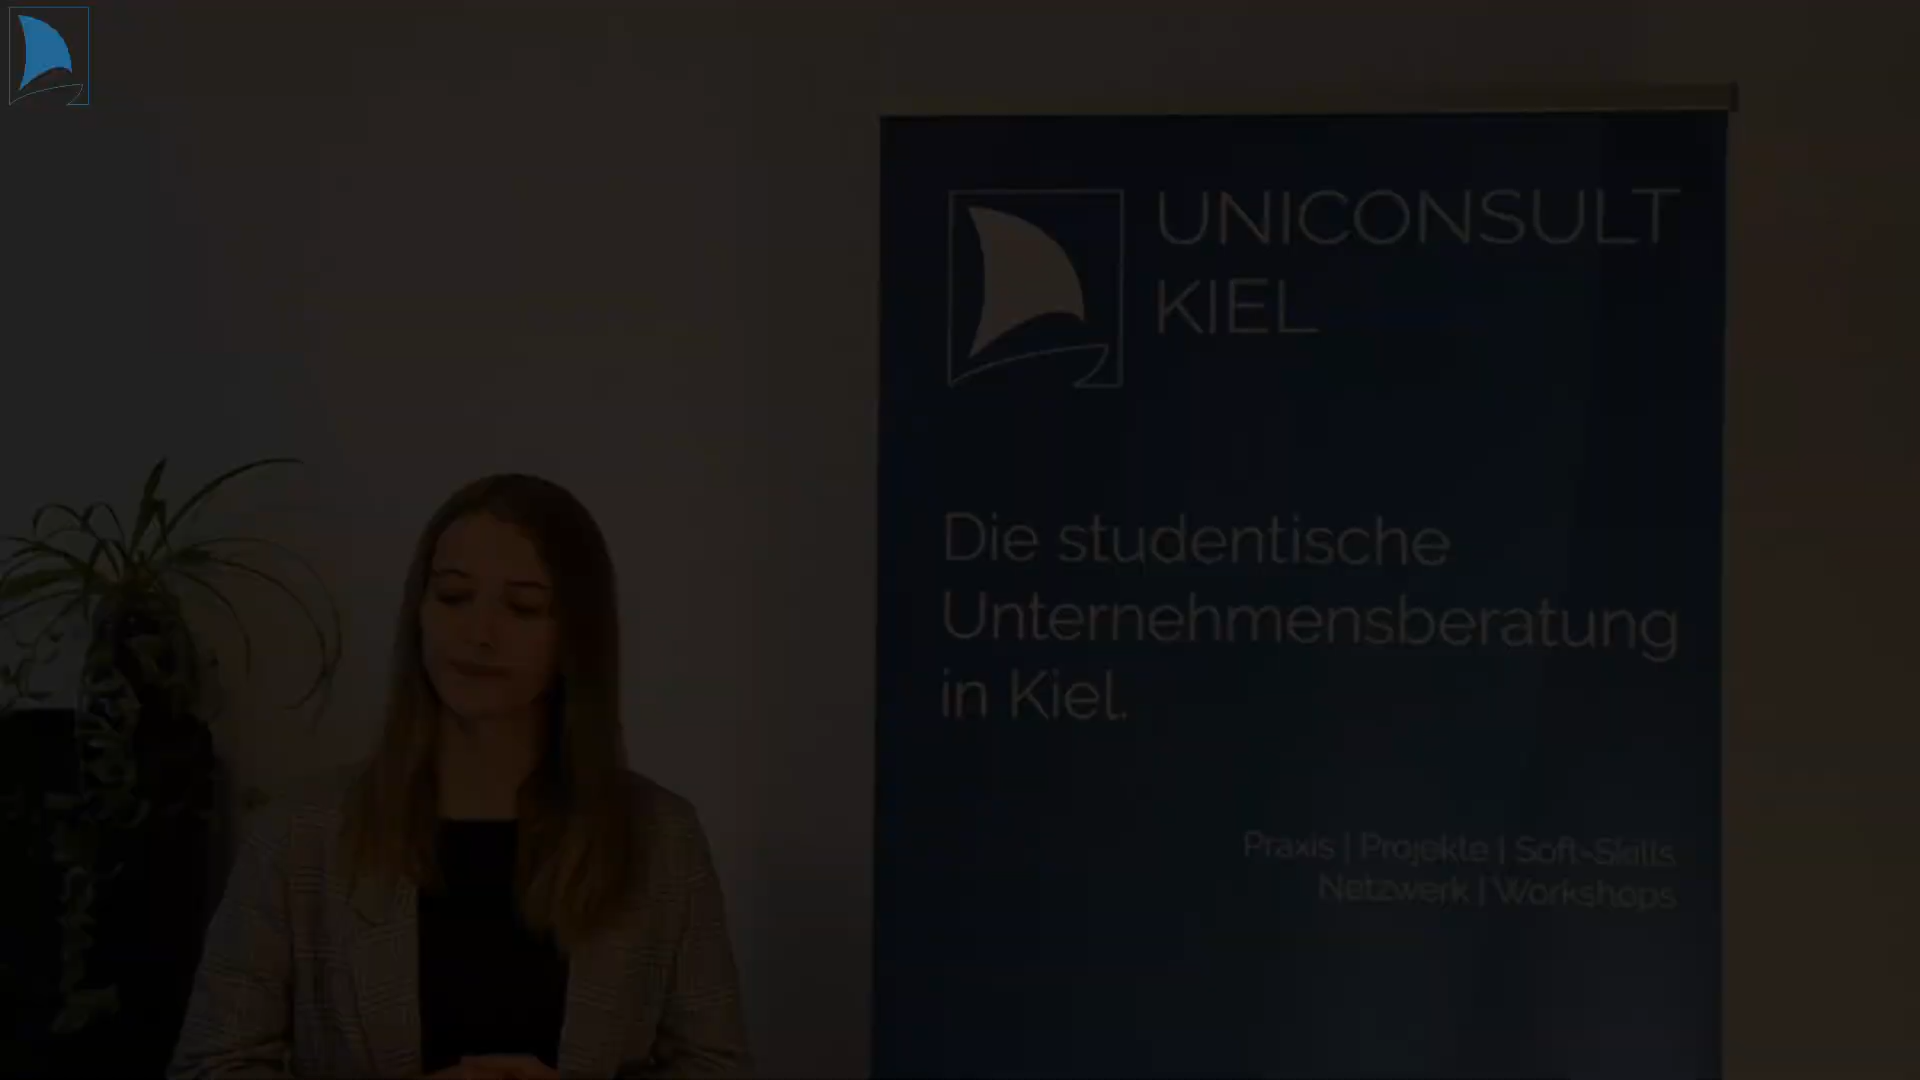 UNICONSULT
KIEL
Die studentische
Unternehmensberatung
in Kiel.
Praxis | Projekte | Soft-Skills
Netzwerk | Workshops